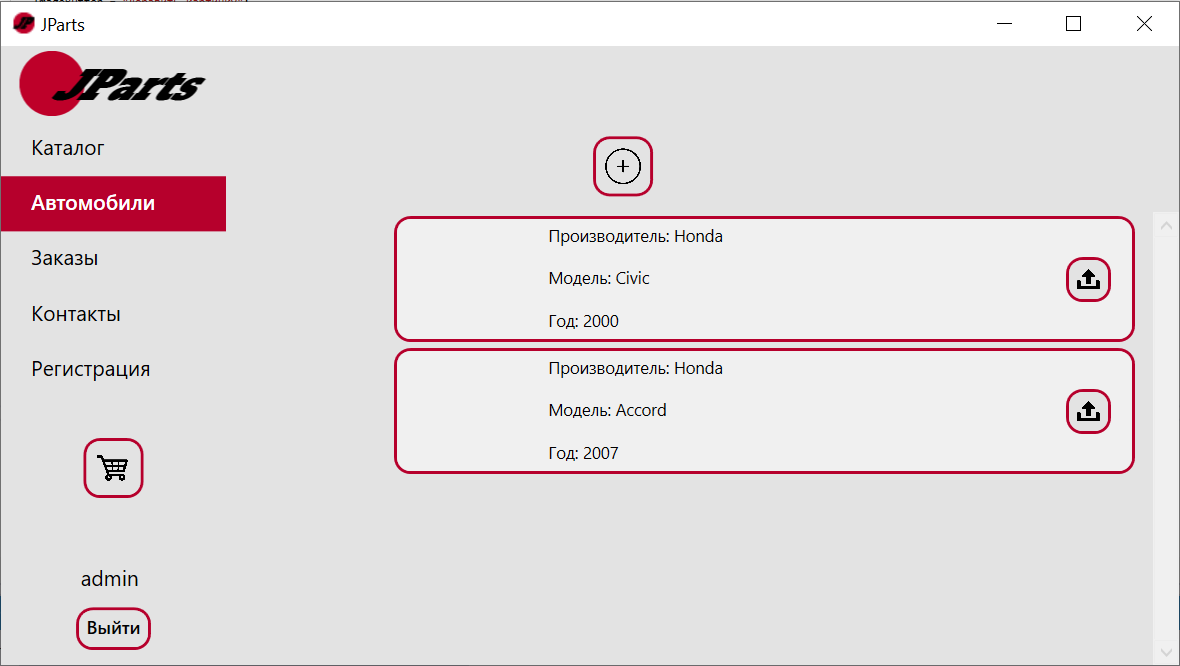 JParts
JParts
Каталог
Автомобили
Заказы
Контакты
Регистрация
admin
Выйти
Производитель: Honda
Модель: Civic
Год: 2000
Производитель: Honda
Модель: Accord
Год: 2007